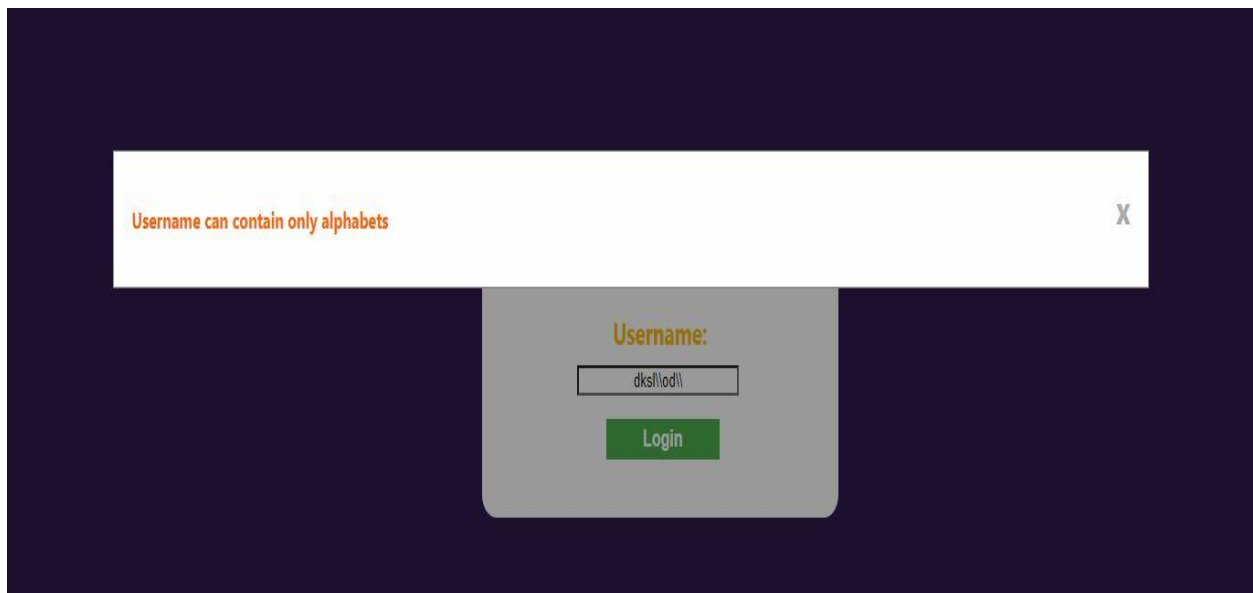 Username can contain only alphabets
X
Username:
dksl\\od\\
Login